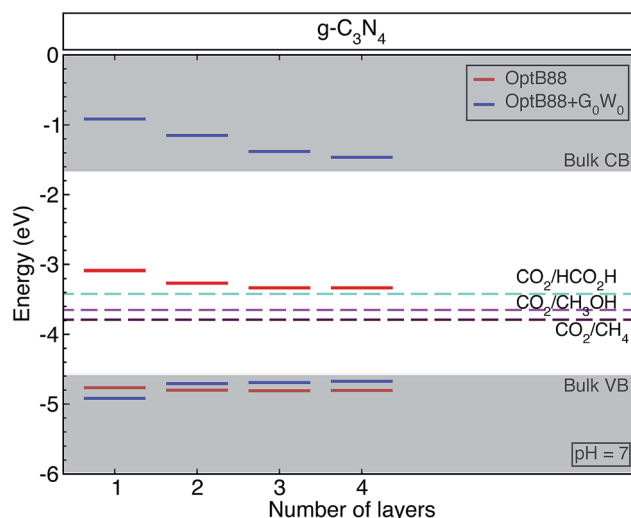 g-C₃N₄
0
-1
-2
-3
-4
-5
-6
Energy (eV)
OptB88
OptB88+G₀W₀
Bulk CB
CO₂/HCO₂H
CO₂/CH₃OH
CO₂/CH₄
Bulk VB
pH = 7
1 2 3 4
Number of layers